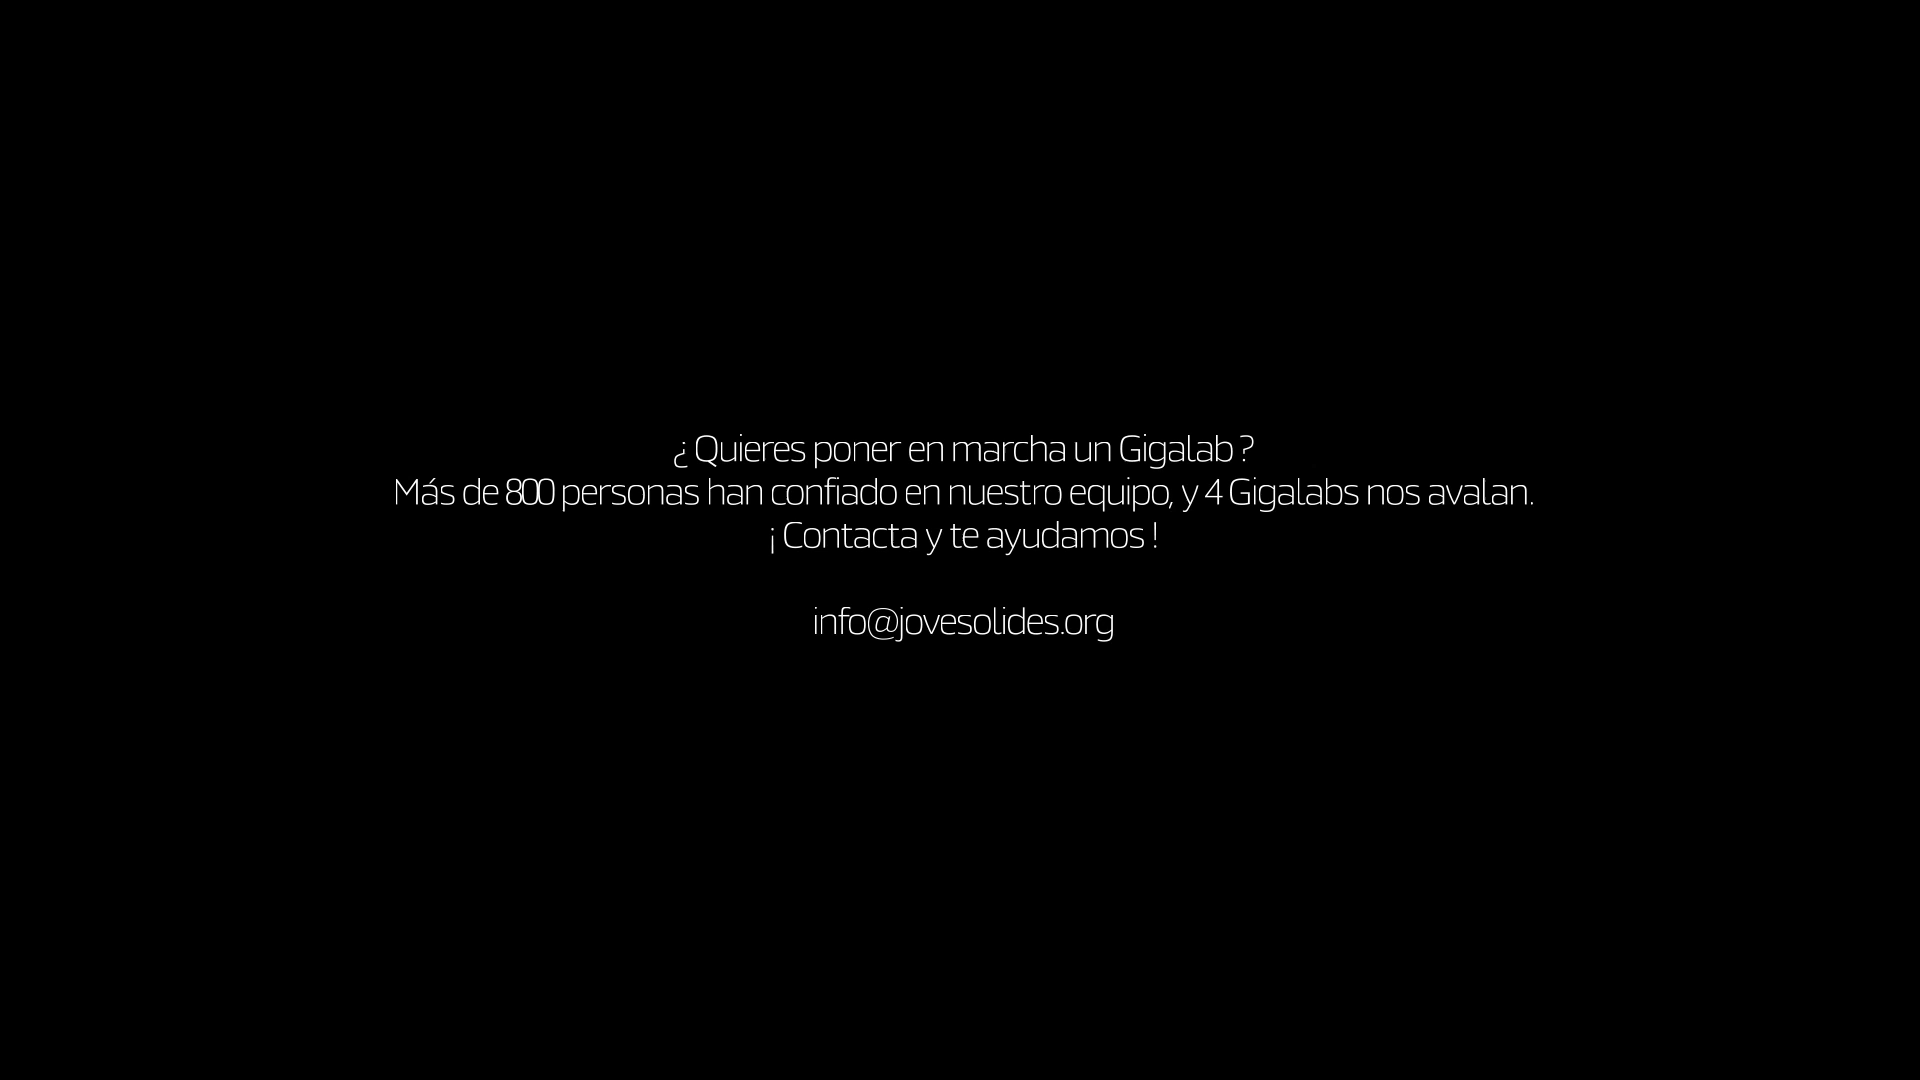 ¿ Quieres poner en marcha un Gigalab ?
Más de 800 personas han confiado en nuestro equipo, y 4 Gigalabs nos avalan.
¡ Contacta y te ayudamos !
info@jovesolides.org